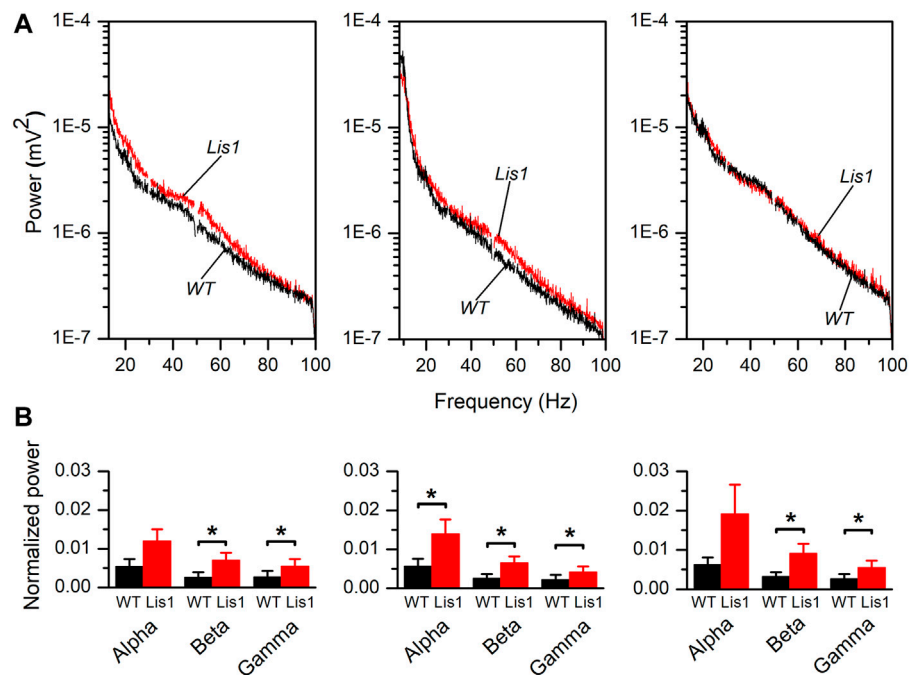 A
Power (mV2)
1E-4
1E-5
1E-6
1E-7
Lis1
WT
20 40 60 80 100
1E-4
1E-5
1E-6
1E-7
Lis1
WT
20 40 60 80 100
1E-4
1E-5
1E-6
1E-7
Lis1
WT
20 40 60 80 100
Frequency (Hz)
B
Normalized power
0.03
0.02
0.01
0.00
* *
WT Lis1 WT Lis1 WT Lis1
Alpha Beta Gamma
0.03
0.02
0.01
0.00
* * *
WT Lis1 WT Lis1 WT Lis1
Alpha Beta Gamma
0.03
0.02
0.01
0.00
* *
WT Lis1 WT Lis1 WT Lis1
Alpha Beta Gamma